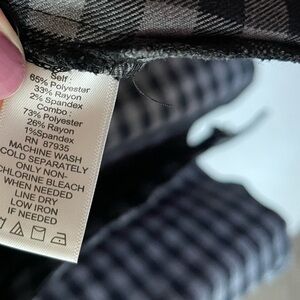 Self :
65% Polyester
33% Rayon
2% Spandex
Combo :
73% Polyester
26% Rayon
1%Spandex
RN 87935
MACHINE WASH
COLD SEPARATELY
ONLY NON-
CHLORINE BLEACH
WHEN NEEDED
LINE DRY
LOW IRON
IF NEEDED